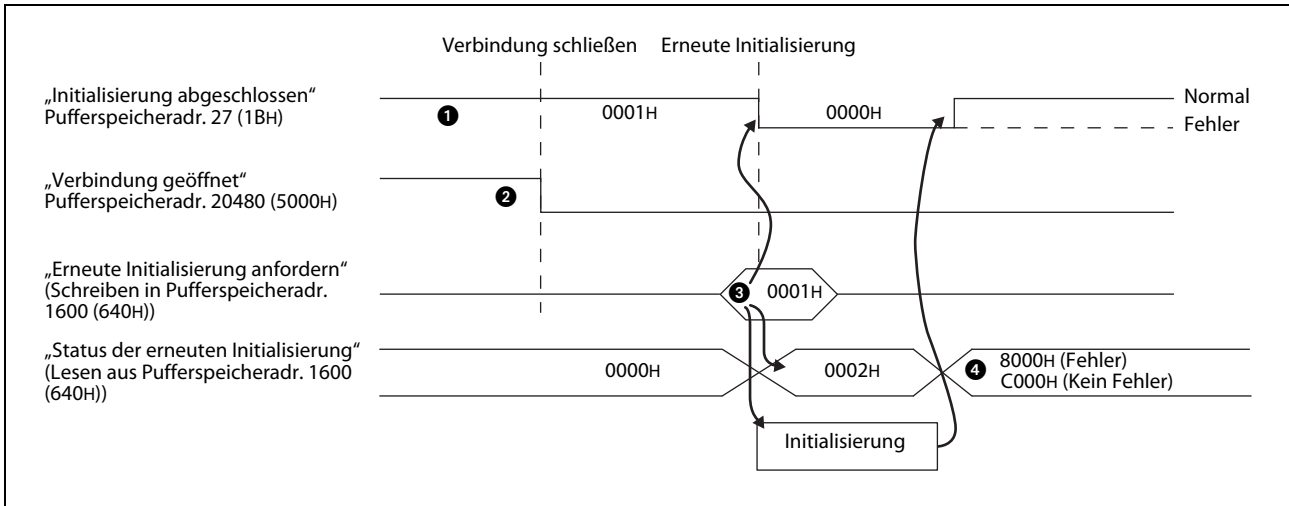 Verbindung schließen Erneute Initialisierung
„Initialisierung abgeschlossen“
Pufferspeicheradr. 27 (1BH)
❶ 0001H 0000H
Normal
Fehler
„Verbindung geöffnet“
Pufferspeicheradr. 20480 (5000H)
❷
„Erneute Initialisierung anfordern“
(Schreiben in Pufferspeicheradr.
1600 (640H))
❸ 0001H
„Status der erneuten Initialisierung“
(Lesen aus Pufferspeicheradr. 1600
(640H))
0000H 0002H
❹ 8000H (Fehler)
C000H (Kein Fehler)
Initialisierung